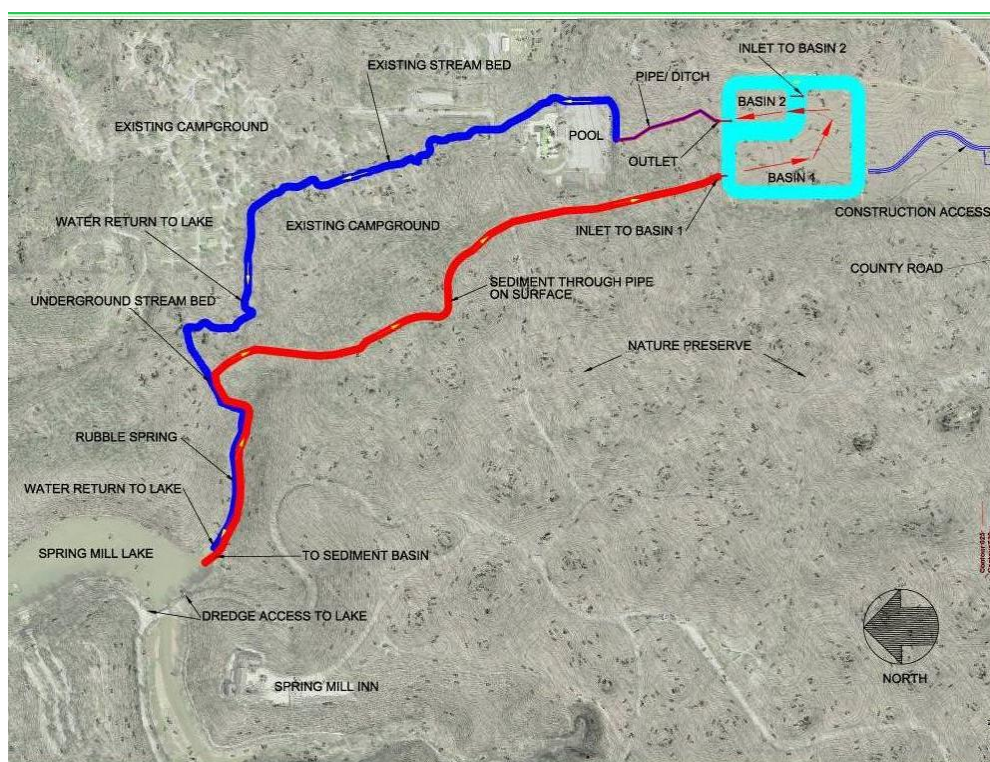 INLET TO BASIN 2
EXISTING STREAM BED
PIPE/ DITCH
BASIN 2
EXISTING CAMPGROUND
POOL
OUTLET
BASIN 1
CONSTRUCTION ACCESS
WATER RETURN TO LAKE
EXISTING CAMPGROUND
INLET TO BASIN 1
COUNTY ROAD
UNDERGROUND STREAM BED
SEDIMENT THROUGH PIPE
ON SURFACE
NATURE PRESERVE
RUBBLE SPRING
WATER RETURN TO LAKE
SPRING MILL LAKE
TO SEDIMENT BASIN
DREDGE ACCESS TO LAKE
SPRING MILL INN
NORTH